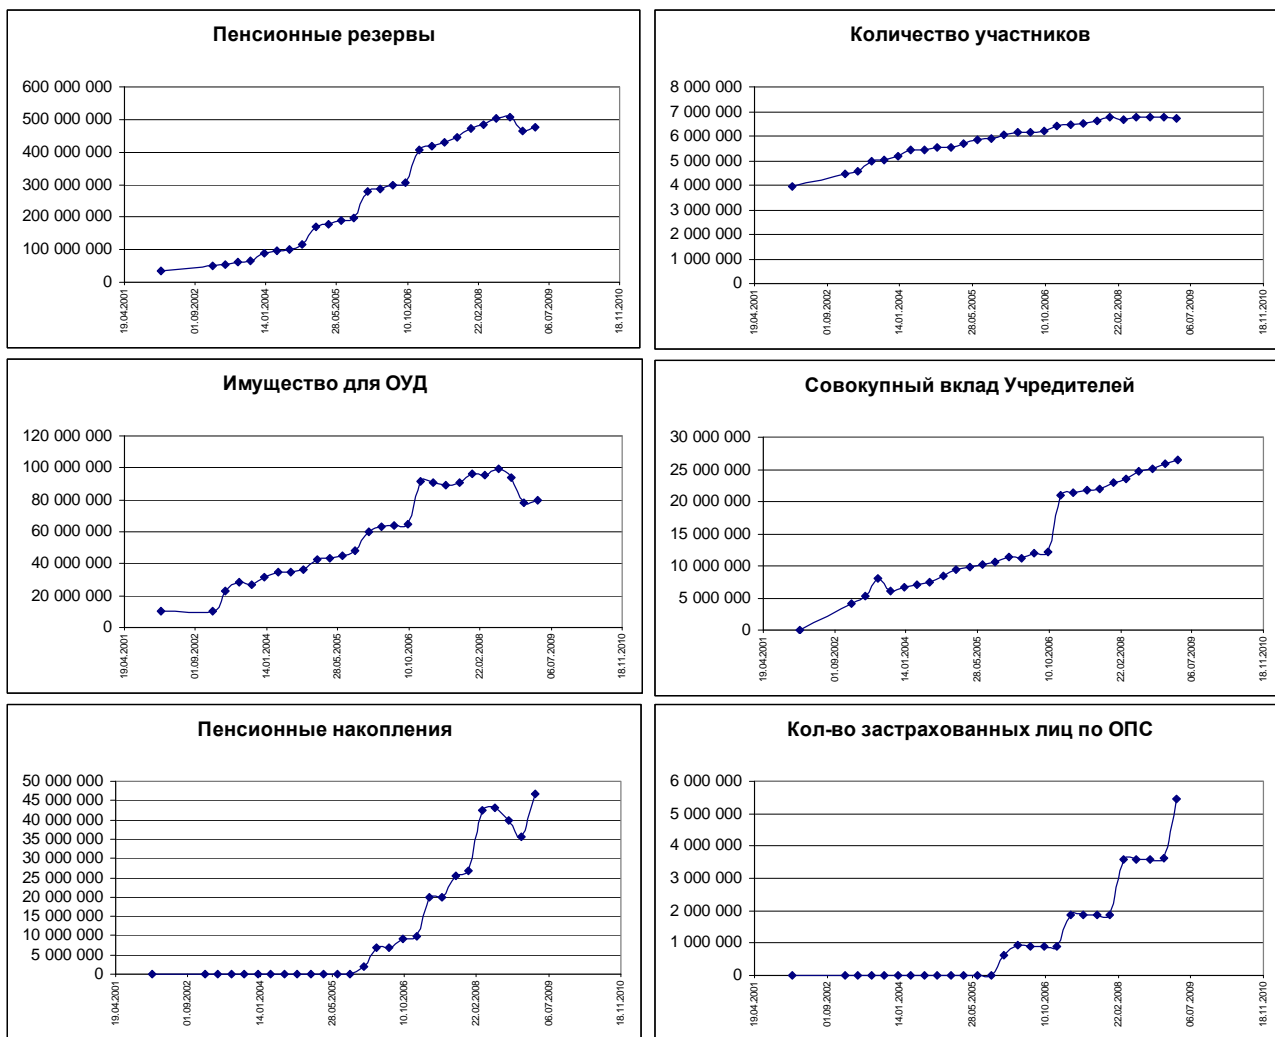 Пенсионные резервы
600 000 000
500 000 000
400 000 000
300 000 000
200 000 000
100 000 000
0
19.04.2001
01.09.2002
14.01.2004
28.05.2005
10.10.2006
22.02.2008
06.07.2009
18.11.2010
Количество участников
8 000 000
7 000 000
6 000 000
5 000 000
4 000 000
3 000 000
2 000 000
1 000 000
0
19.04.2001
01.09.2002
14.01.2004
28.05.2005
10.10.2006
22.02.2008
06.07.2009
18.11.2010
Имущество для ОУД
120 000 000
100 000 000
80 000 000
60 000 000
40 000 000
20 000 000
0
19.04.2001
01.09.2002
14.01.2004
28.05.2005
10.10.2006
22.02.2008
06.07.2009
18.11.2010
Совокупный вклад Учредителей
30 000 000
25 000 000
20 000 000
15 000 000
10 000 000
5 000 000
0
19.04.2001
01.09.2002
14.01.2004
28.05.2005
10.10.2006
22.02.2008
06.07.2009
18.11.2010
Пенсионные накопления
50 000 000
45 000 000
40 000 000
35 000 000
30 000 000
25 000 000
20 000 000
15 000 000
10 000 000
5 000 000
0
19.04.2001
01.09.2002
14.01.2004
28.05.2005
10.10.2006
22.02.2008
06.07.2009
18.11.2010
Кол-во застрахованных лиц по ОПС
6 000 000
5 000 000
4 000 000
3 000 000
2 000 000
1 000 000
0
19.04.2001
01.09.2002
14.01.2004
28.05.2005
10.10.2006
22.02.2008
06.07.2009
18.11.2010